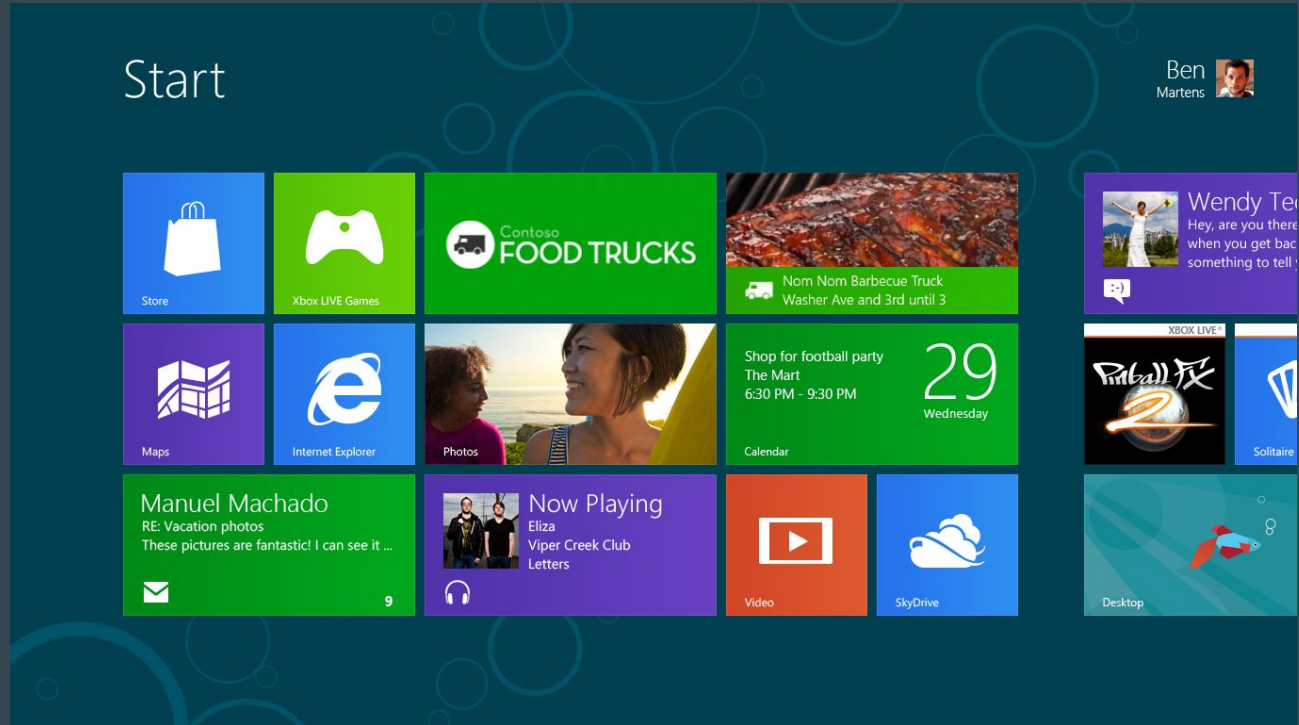 Start
Ben
Martens
Store
Xbox LIVE Games
Contoso
FOOD TRUCKS
Nom Nom Barbecue Truck
Washer Ave and 3rd until 3
Maps
Internet Explorer
Photos
Shop for football party
The Mart
6:30 PM - 9:30 PM
29
Wednesday
Calendar
Manuel Machado
RE: Vacation photos
These pictures are fantastic! I can see it ...
9
Now Playing
Eliza
Viper Creek Club
Letters
Video
SkyDrive
Wendy
Hey, are you there
when you get
something to tell
:-)
XBOX LIVE®
Pinball FX
2
Solitaire
Desktop